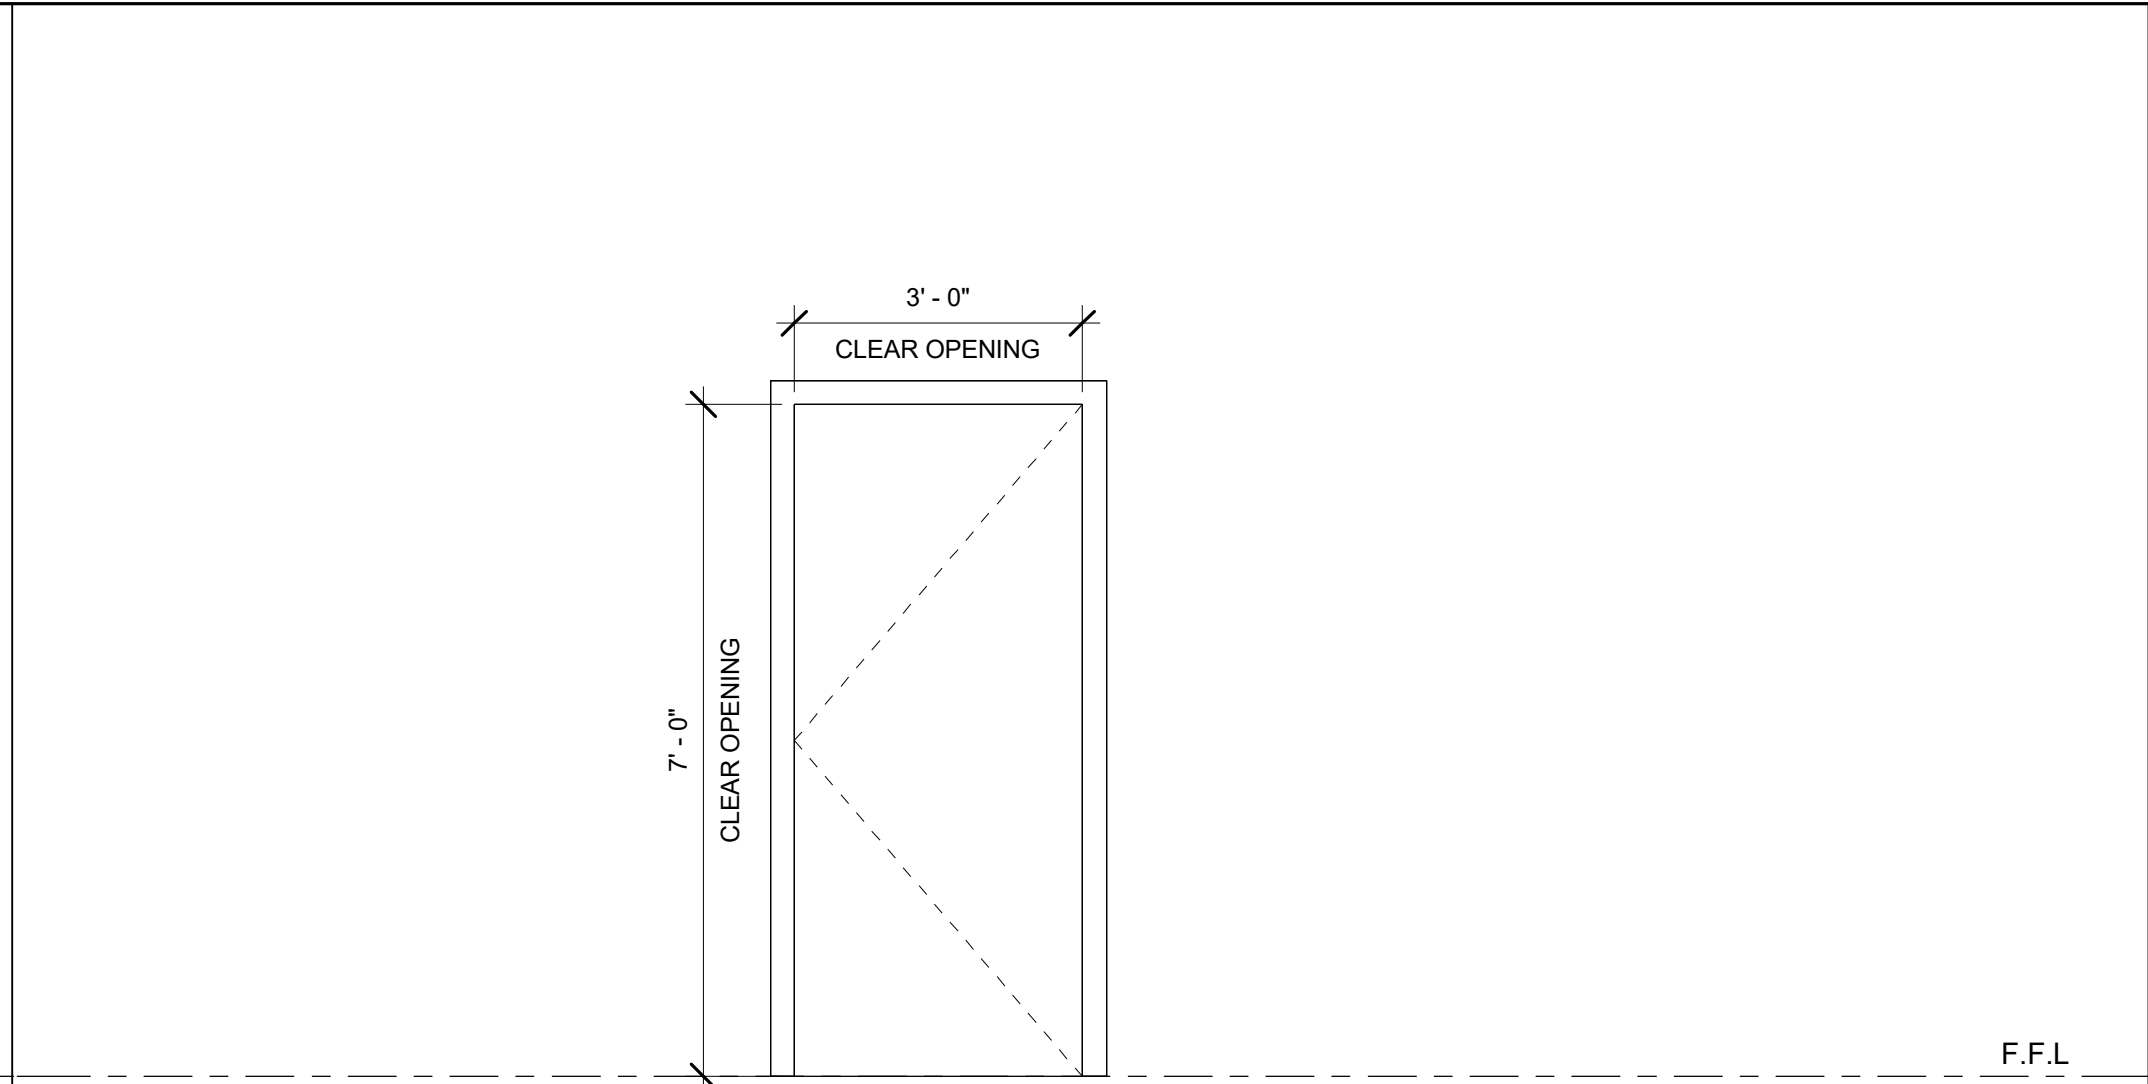 3' - 0"
CLEAR OPENING
7' - 0"
CLEAR OPENING
F.F.L